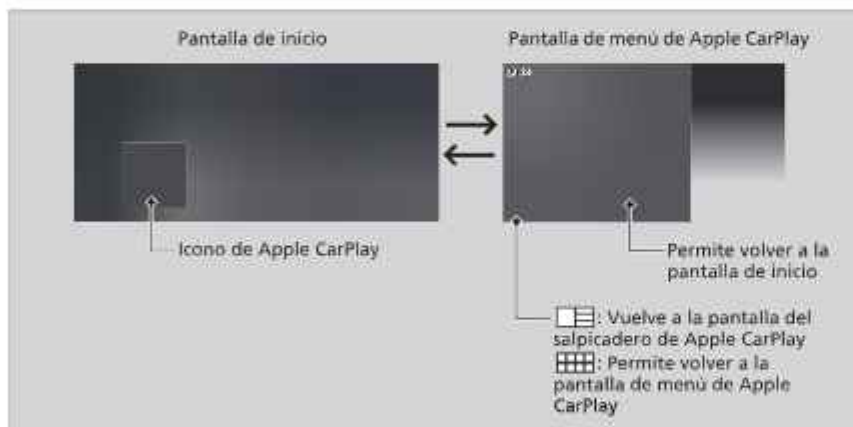 Pantalla de inicio
Pantalla de menú de Apple CarPlay
Icono de Apple CarPlay
Permite volver a la
pantalla de inicio
: Vuelve a la pantalla del
salpicadero de Apple CarPlay
: Permite volver a la
pantalla de menú de Apple
CarPlay